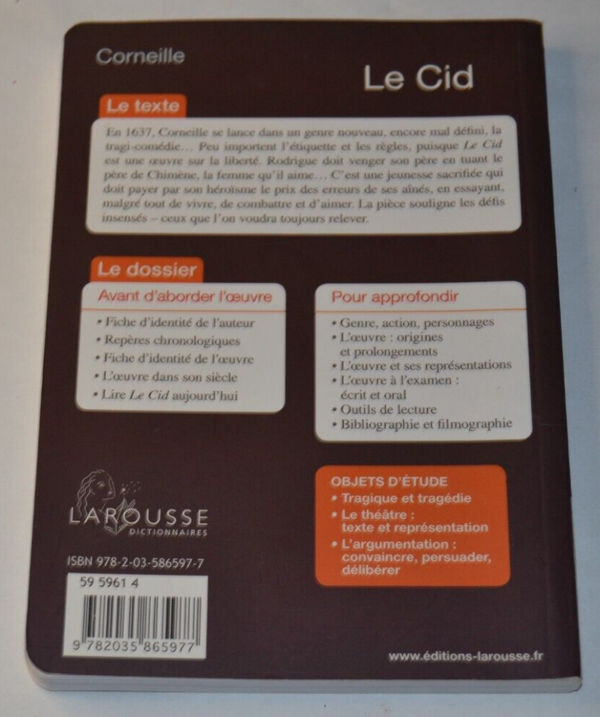 Corneille
Le Cid
Le texte
En 1637, Corneille se lance dans un genre nouveau, encore mal défini, la
tragi-comédie... Peu importent l'étiquette et les règles, puisque Le Cid
est une œuvre sur la liberté. Rodrigue doit venger son père en tuant le
père de Chimène, la femme qu'il aime... C'est une jeunesse sacrifiée qui
doit payer par son héroïsme le prix des erreurs de ses aînés, en essayant,
malgré tout de vivre, de combattre et d'aimer. La pièce souligne les défis
insensés – ceux que l'on voudra toujours relever.
Le dossier
Avant d'aborder l'œuvre
• Fiche d'identité de l'auteur
• Repères chronologiques
• Fiche d'identité de l'œuvre
• L'œuvre dans son siècle
• Lire Le Cid aujourd'hui
Pour approfondir
• Genre, action, personnages
• L'œuvre : origines
et prolongements
• L'œuvre et ses représentations
• L'œuvre à l'examen :
écrit et oral
• Outils de lecture
• Bibliographie et filmographie
OBJETS D'ÉTUDE
• Tragique et tragédie
• Le théâtre :
texte et représentation
• L'argumentation :
convaincre, persuader,
délibérer
LAROUSSE
DICTIONNAIRES
ISBN 978-2-03-586597-7
59 5961 4
9 782035 865977
www.éditions-larousse.fr